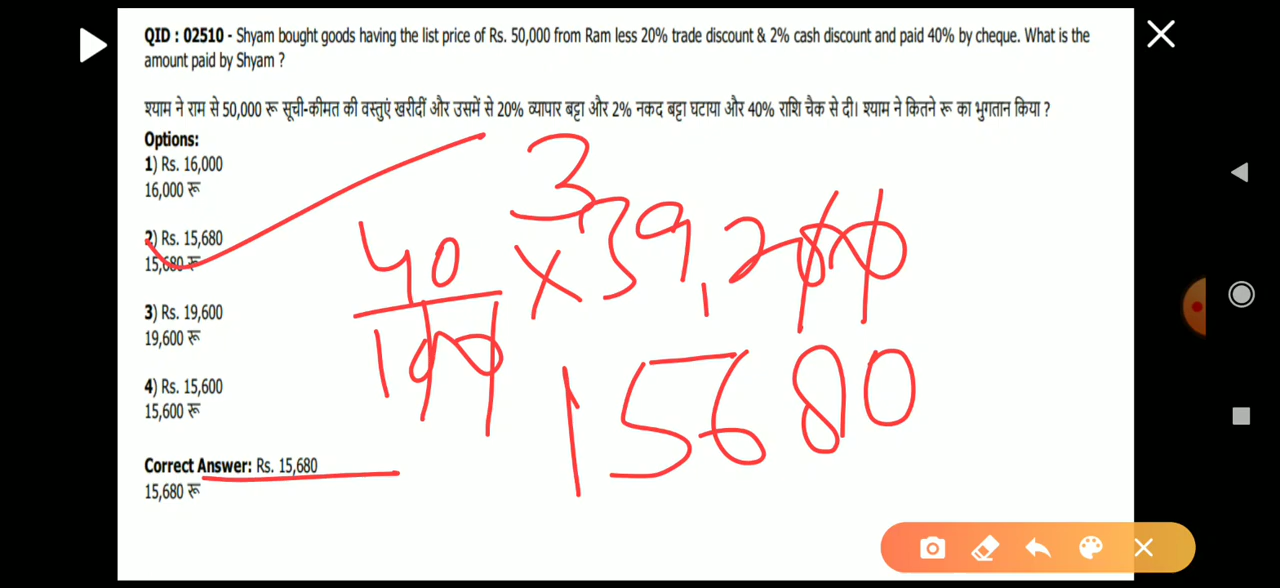 QID : 02510 - Shyam bought goods having the list price of Rs. 50,000 from Ram less 20% trade discount & 2% cash discount and paid 40% by cheque. What is the
amount paid by Shyam ?
श्याम ने राम से 50,000 रू सूची-कीमत की वस्तुएं खरीदीं और उसमें से 20% व्यापार बट्टा और 2% नकद बट्टा घटाया और 40% राशि चैक से दी। श्याम ने कितने रू का भुगतान किया ?
Options:
1) Rs. 16,000
16,000 रू
2) Rs. 15,680
15,680 रू
3) Rs. 19,600
19,600 रू
4) Rs. 15,600
15,600 रू
Correct Answer: Rs. 15,680
15,680 रू
3
40
100
× 39,200
15680